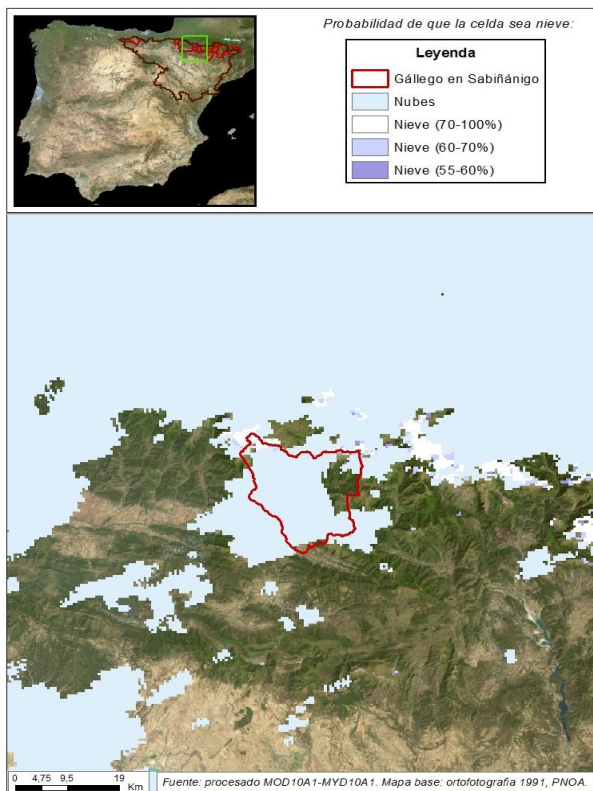 Probabilidad de que la celda sea nieve:
Leyenda
Gállego en Sabiñánigo
Nubes
Nieve (70-100%)
Nieve (60-70%)
Nieve (55-60%)
0 4,75 9,5 19
Km
Fuente: procesado MOD10A1-MYD10A1. Mapa base: ortofotografía 1991, PNOA.